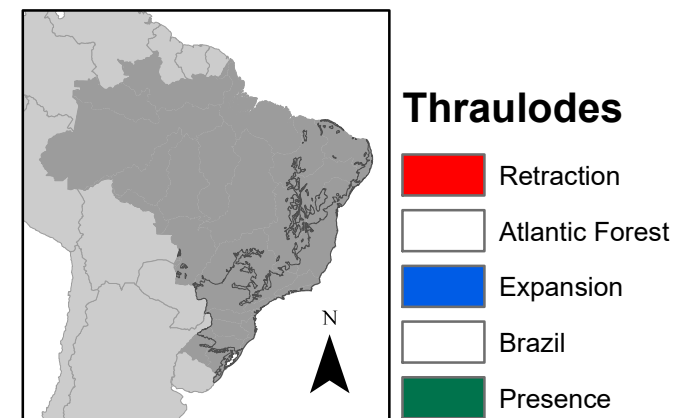 Thraulodes
Retraction
Atlantic Forest
Expansion
Brazil
Presence
N